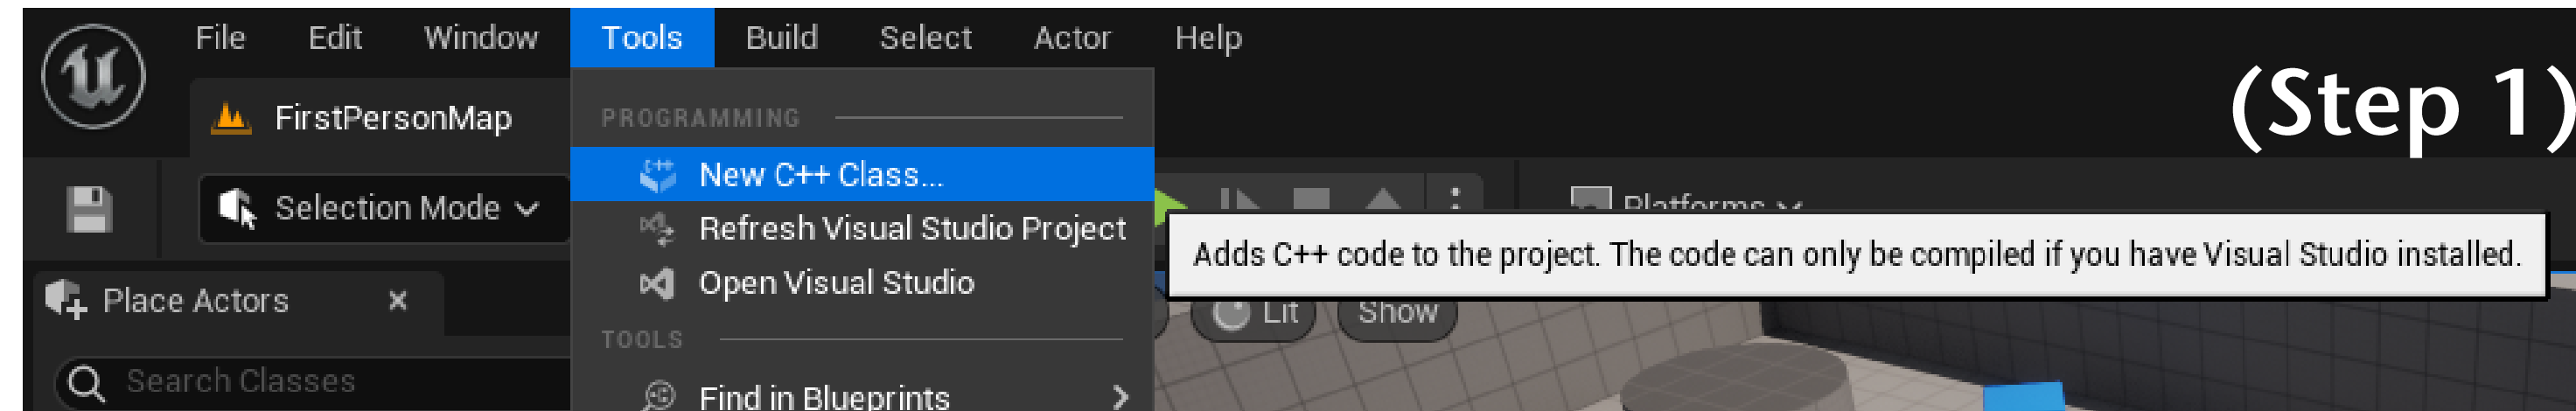 File Edit Window Tools Build Select Actor Help
(Step 1)
FirstPersonMap
PROGRAMMING
New C++ Class...
Selection Mode
Platforms
Refresh Visual Studio Project
Adds C++ code to the project. The code can only be compiled if you have Visual Studio installed.
Open Visual Studio
Place Actors
Lit Show
TOOLS
Search Classes
Find in Blueprints